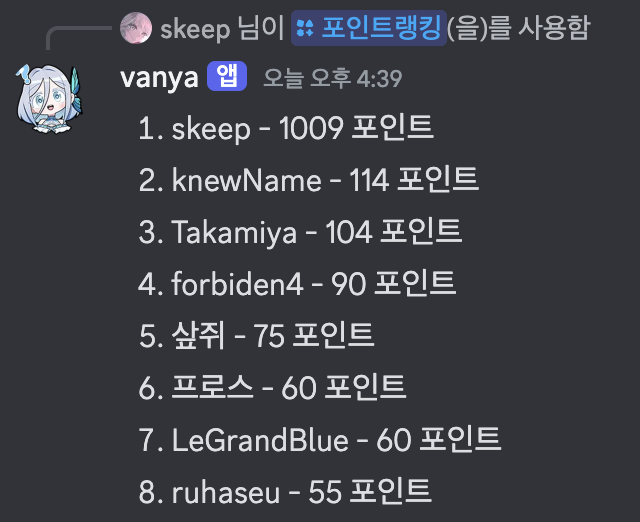 skeep 님이 포인트랭킹(을)를 사용함
vanya 앱 오늘 오후 4:39
1. skeep - 1009 포인트
2. knewName - 114 포인트
3. Takamiya - 104 포인트
4. forbiden4 - 90 포인트
5. 샆쥐 - 75 포인트
6. 프로스 - 60 포인트
7. LeGrandBlue - 60 포인트
8. ruhaseu - 55 포인트